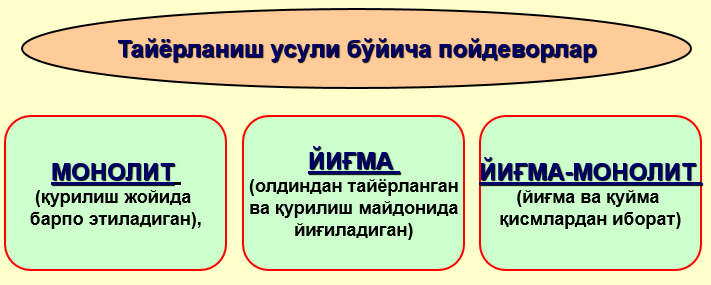 Тайёрланиш усули бўйича пойдеворлар
МОНОЛИТ
(қурилиш жойида
барпо этиладиган),
ЙИҒМА
(олдиндан тайёрланган
ва қурилиш майдонида
йиғиладиган)
ЙИҒМА-МОНОЛИТ
(йиғма ва қуйма
қисмлардан иборат)